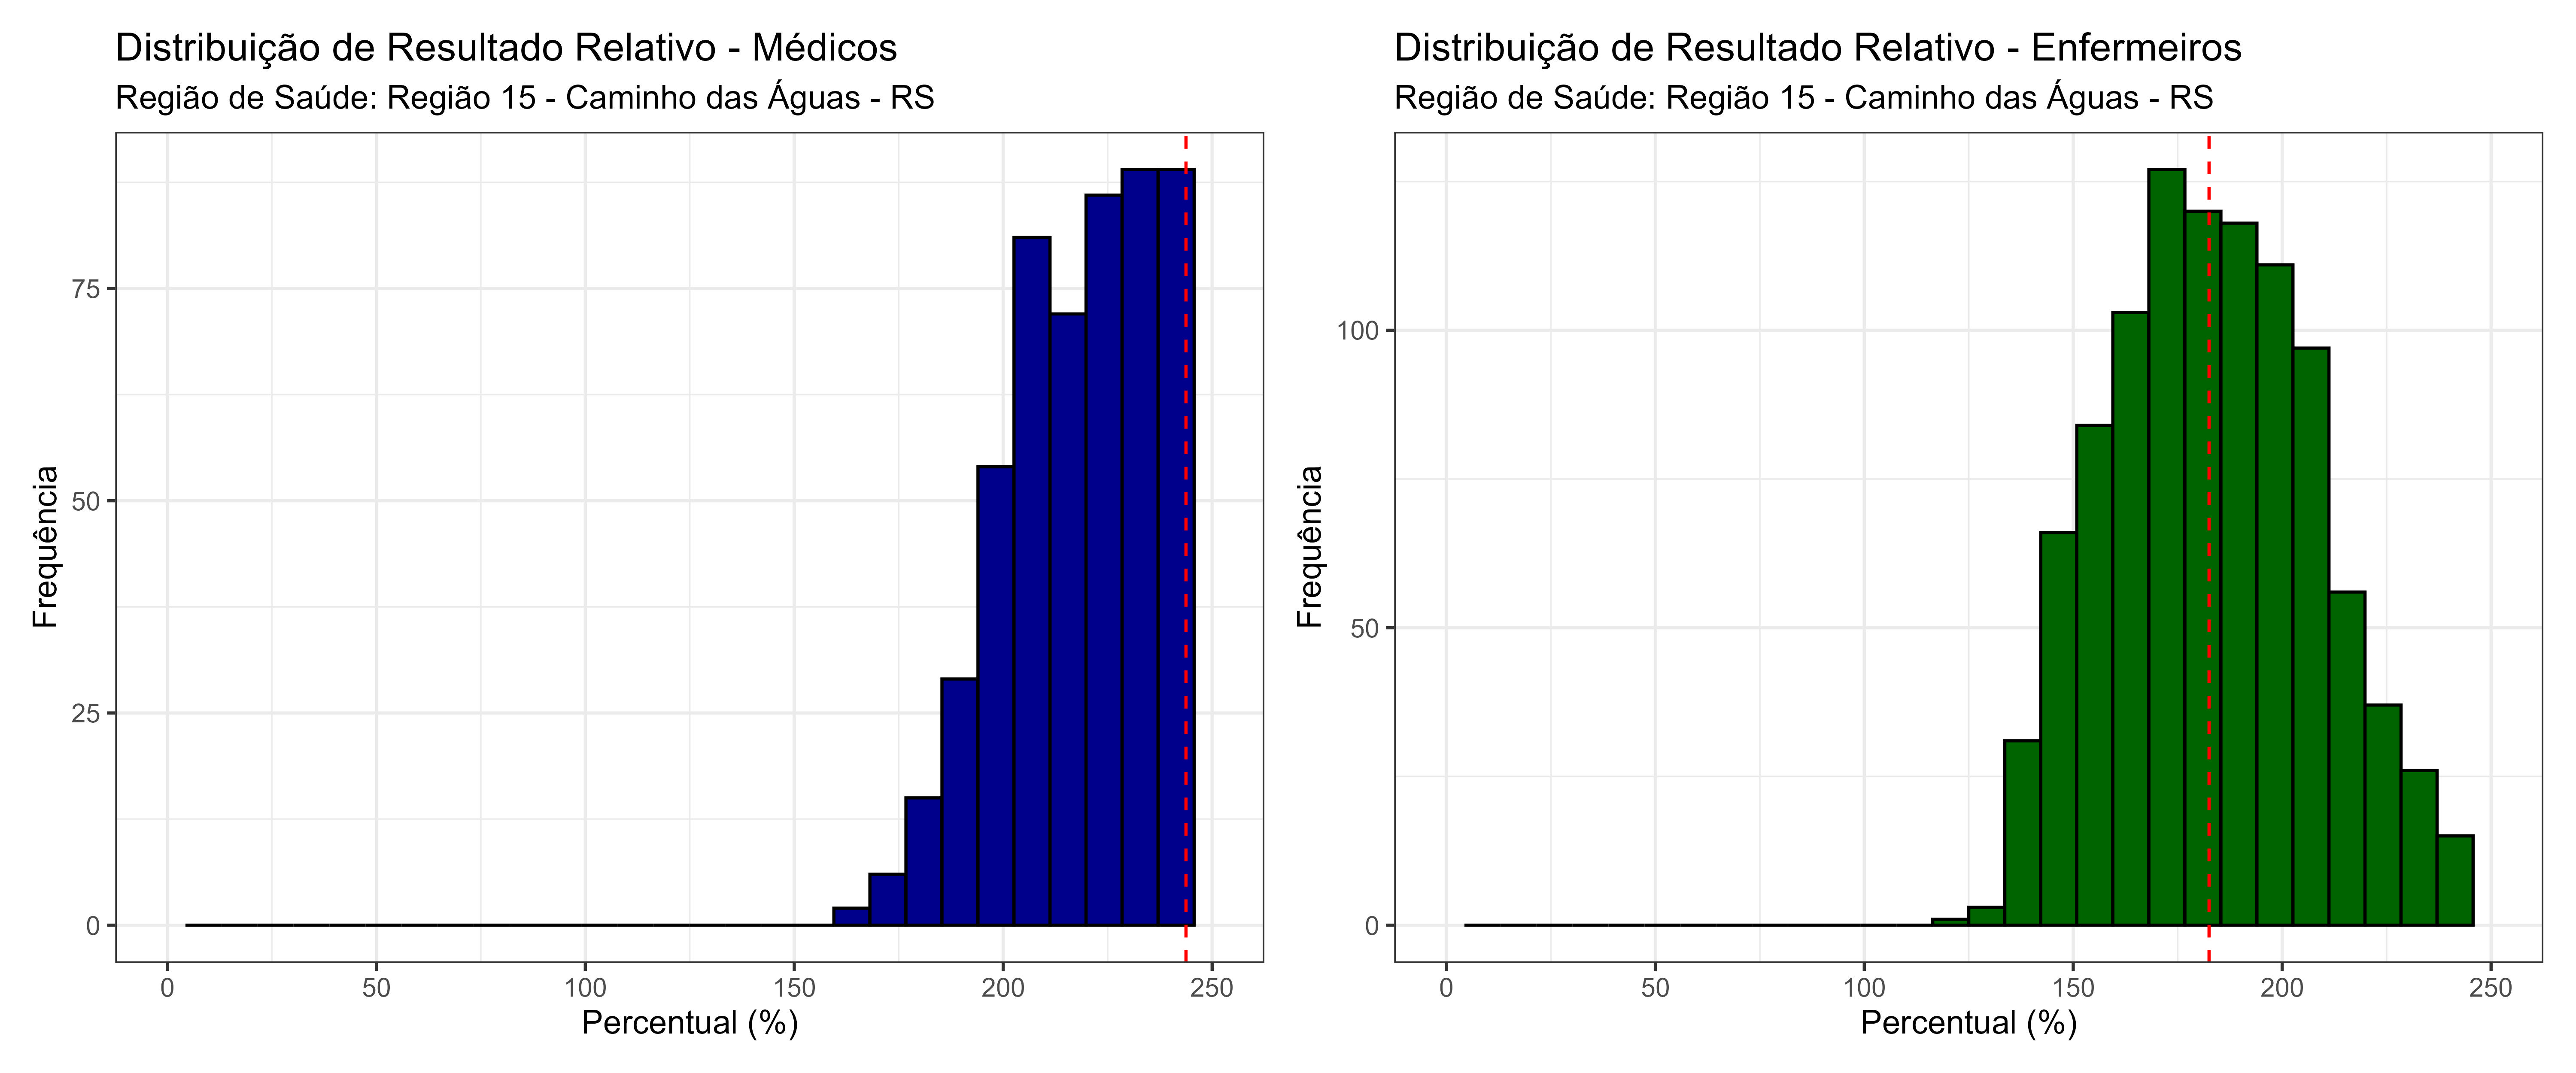 Distribuição de Resultado Relativo - Médicos
Região de Saúde: Região 15 - Caminho das Águas - RS
Frequência
75
50
25
0
0 50 100 150 200 250
Percentual (%)
Distribuição de Resultado Relativo - Enfermeiros
Região de Saúde: Região 15 - Caminho das Águas - RS
Frequência
100
50
0
0 50 100 150 200 250
Percentual (%)